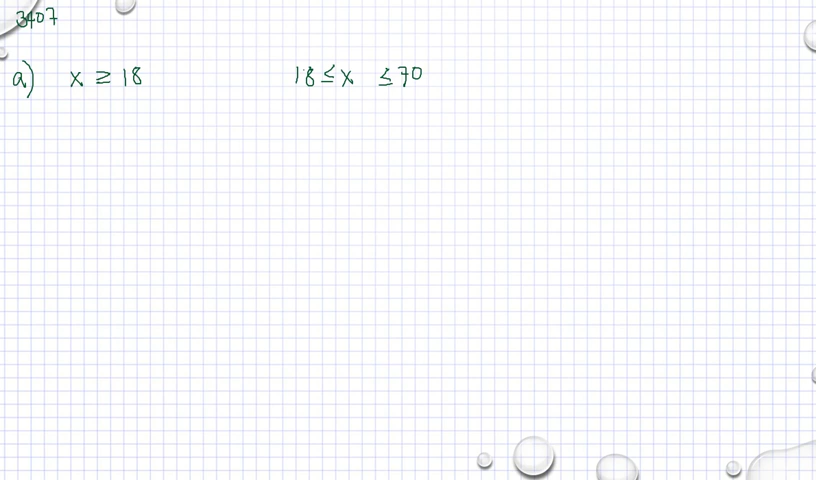 3407
a) x ≥ 18 18 ≤ x ≤ 70